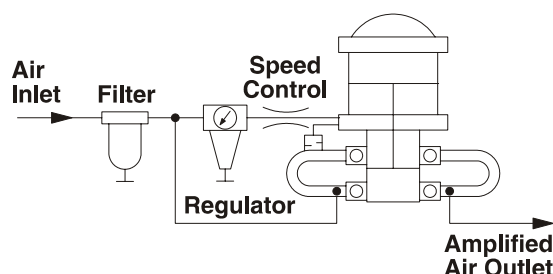 Air
Inlet
Filter
Speed
Control
Regulator
Amplified
Air Outlet